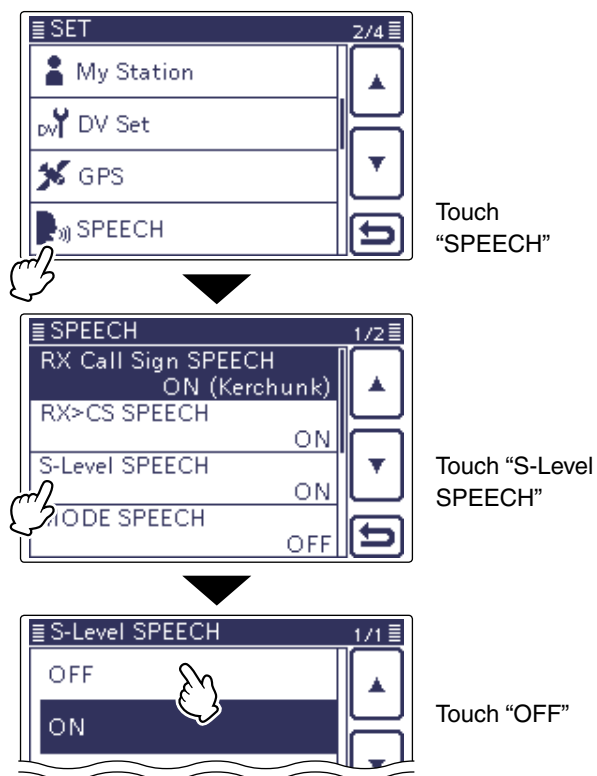 SET 2/4
My Station
DV DV Set
GPS
SPEECH
Touch
“SPEECH”
SPEECH 1/2
RX Call Sign SPEECH
ON (Kerchunk)
RX>CS SPEECH
ON
S-Level SPEECH
ON
Touch “S-Level
SPEECH”
MODE SPEECH
OFF
S-Level SPEECH 1/1
OFF
ON
Touch “OFF”